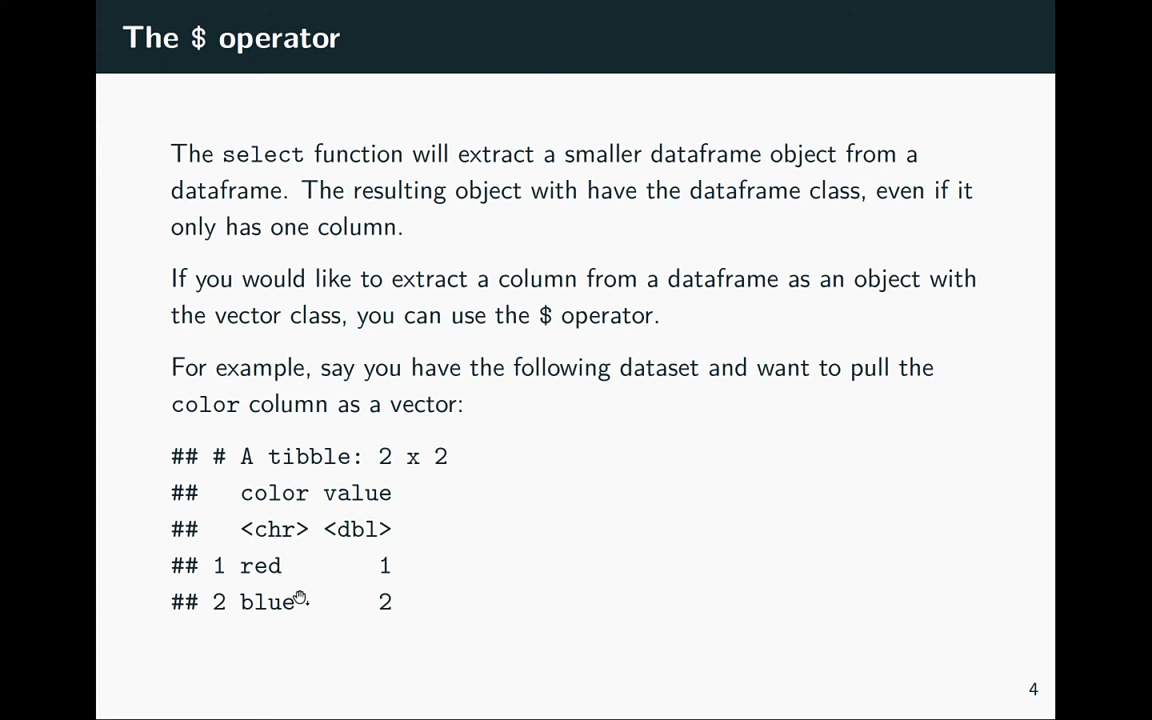 The $ operator
The select function will extract a smaller dataframe object from a
dataframe. The resulting object with have the dataframe class, even if it
only has one column.
If you would like to extract a column from a dataframe as an object with
the vector class, you can use the $ operator.
For example, say you have the following dataset and want to pull the
color column as a vector:
## # A tibble: 2 x 2
##   color value
##   <chr> <dbl>
## 1 red       1
## 2 blue      2
4